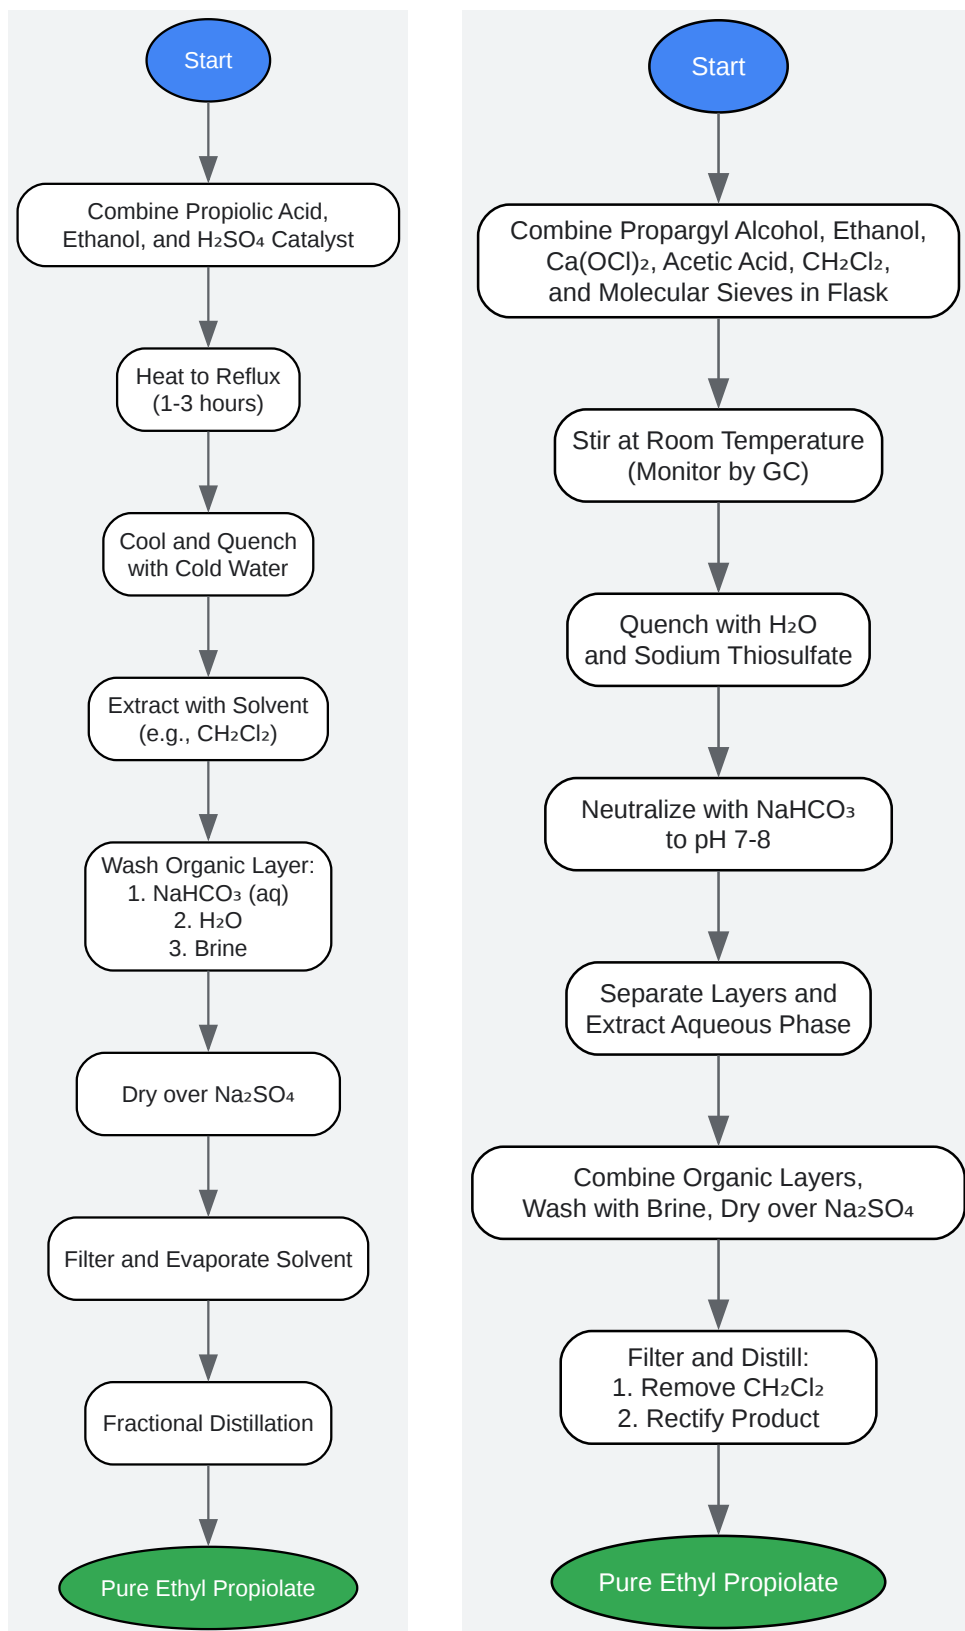 Start
Combine Propiolic Acid,
Ethanol, and H₂SO₄ Catalyst
Heat to Reflux
(1-3 hours)
Cool and Quench
with Cold Water
Extract with Solvent
(e.g., CH₂Cl₂)
Wash Organic Layer:
1. NaHCO₃ (aq)
2. H₂O
3. Brine
Dry over Na₂SO₄
Filter and Evaporate Solvent
Fractional Distillation
Pure Ethyl Propiolate
Start
Combine Propargyl Alcohol, Ethanol,
Ca(OCl)₂, Acetic Acid, CH₂Cl₂,
and Molecular Sieves in Flask
Stir at Room Temperature
(Monitor by GC)
Quench with H₂O
and Sodium Thiosulfate
Neutralize with NaHCO₃
to pH 7-8
Separate Layers and
Extract Aqueous Phase
Combine Organic Layers,
Wash with Brine, Dry over Na₂SO₄
Filter and Distill:
1. Remove CH₂Cl₂
2. Rectify Product
Pure Ethyl Propiolate